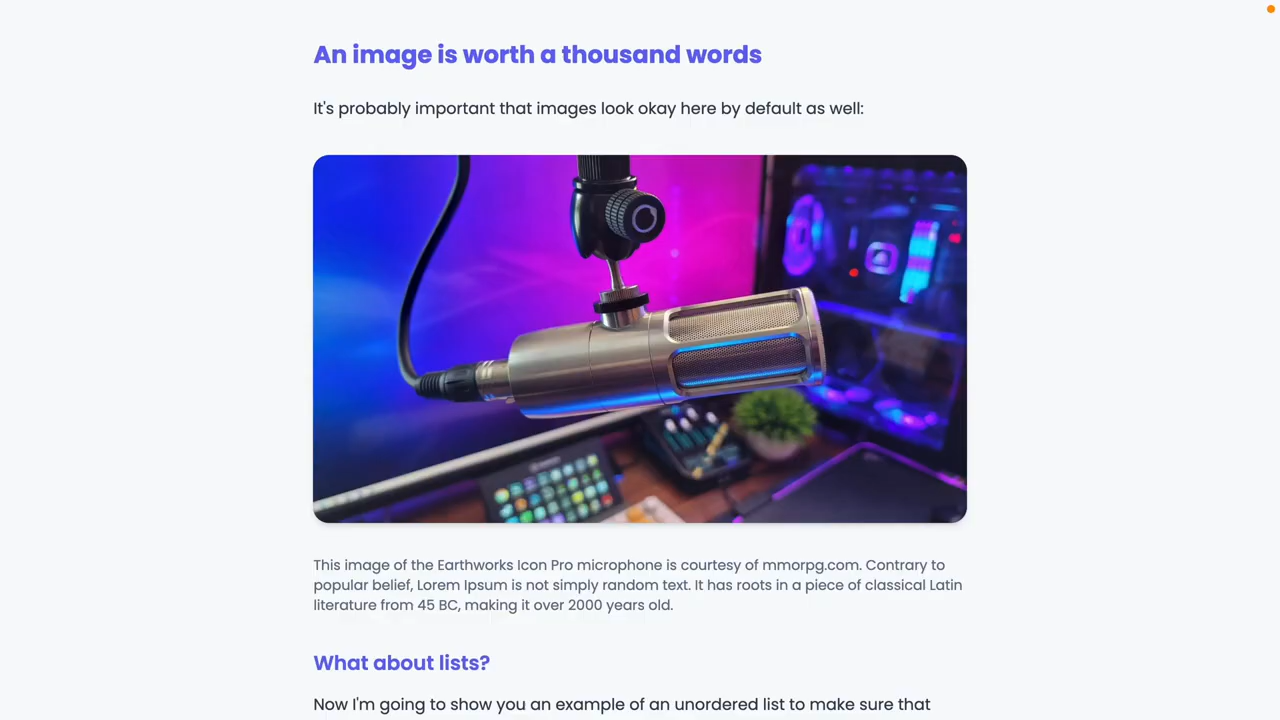 An image is worth a thousand words
It's probably important that images look okay here by default as well:
This image of the Earthworks Icon Pro microphone is courtesy of mmorpg.com. Contrary to
popular belief, Lorem Ipsum is not simply random text. It has roots in a piece of classical Latin
literature from 45 BC, making it over 2000 years old.
What about lists?
Now I'm going to show you an example of an unordered list to make sure that